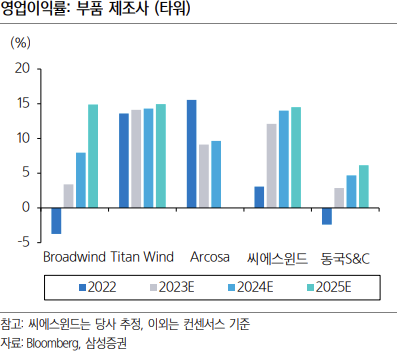 영업이익률: 부품 제조사 (타워)
(%)
20
15
10
5
0
-5
Broadwind Titan Wind Arcosa 씨에스윈드 동국S&C
2022 2023E 2024E 2025E
참고: 씨에스윈드는 당사 추정, 이외는 컨센서스 기준
자료: Bloomberg, 삼성증권